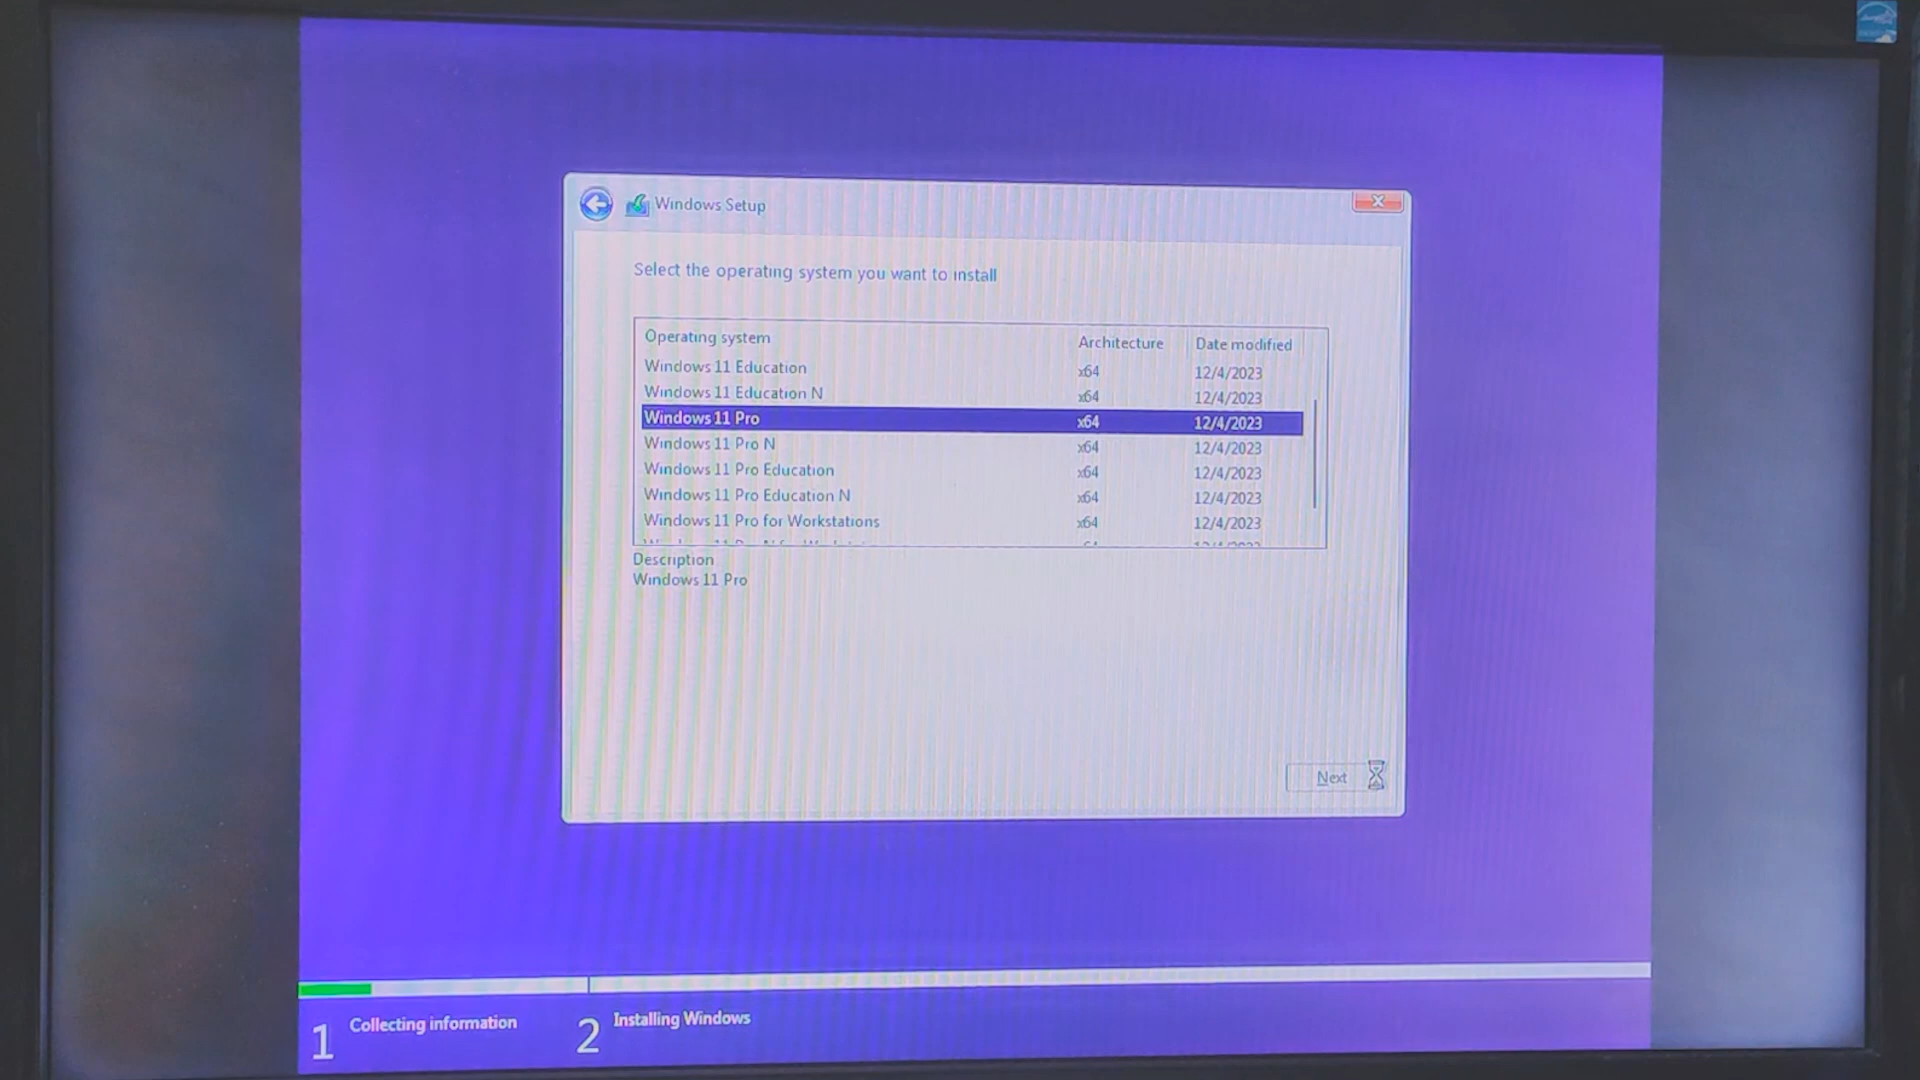 Windows Setup
Select the operating system you want to install
Operating system Architecture Date modified
Windows 11 Education x64 12/4/2023
Windows 11 Education N x64 12/4/2023
Windows 11 Pro x64 12/4/2023
Windows 11 Pro N x64 12/4/2023
Windows 11 Pro Education x64 12/4/2023
Windows 11 Pro Education N x64 12/4/2023
Windows 11 Pro for Workstations x64 12/4/2023
Description
Windows 11 Pro
Next
1 Collecting information 2 Installing Windows